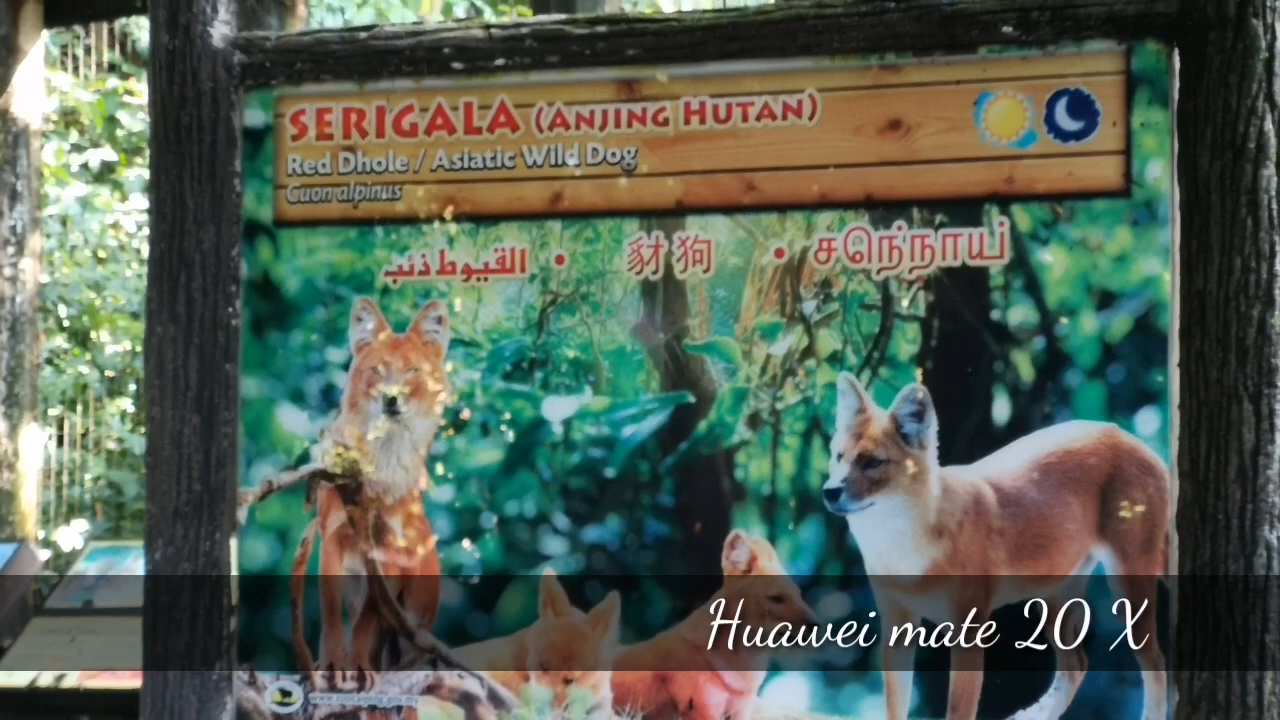 SERIGALA (ANJING HUTAN)
Red Dhole / Asiatic Wild Dog
Cuon alpinus
القيوط ذئب • 豺狗 • சநெ்நாய்
Huawei mate 20 X